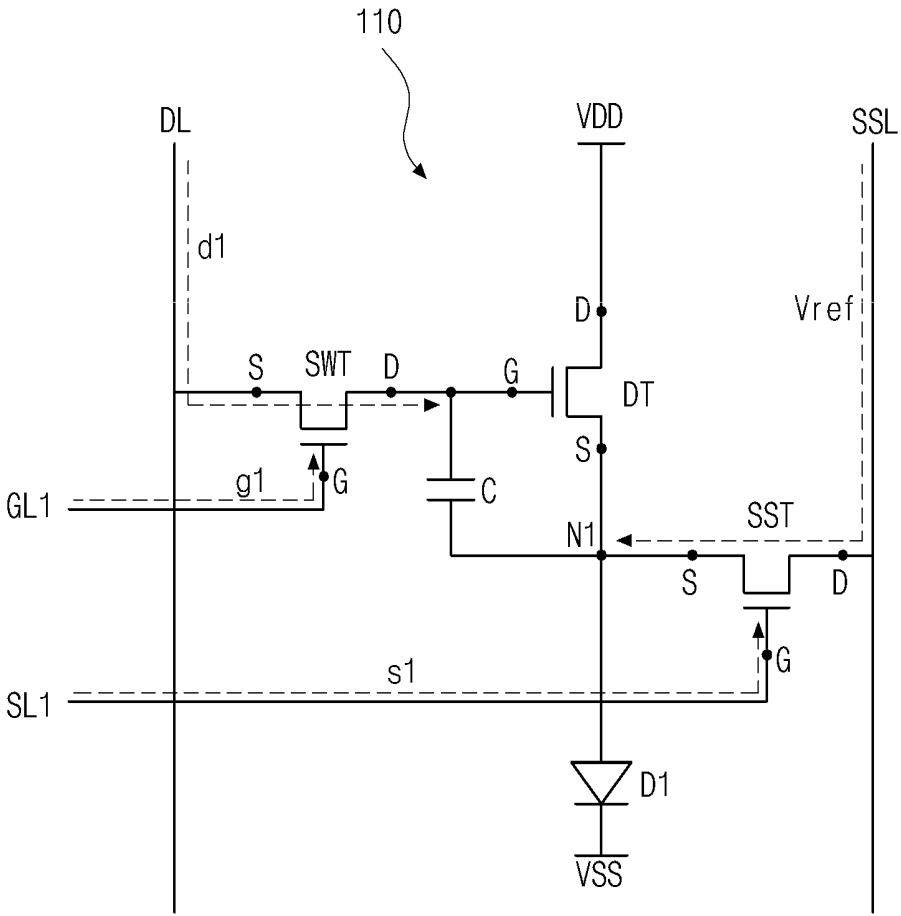 110
DL
VDD
SSL
d1
D
Vref
S
SWT
D
G
DT
S
g1
G
C
GL1
SST
N1
S
D
s1
G
SL1
D1
VSS